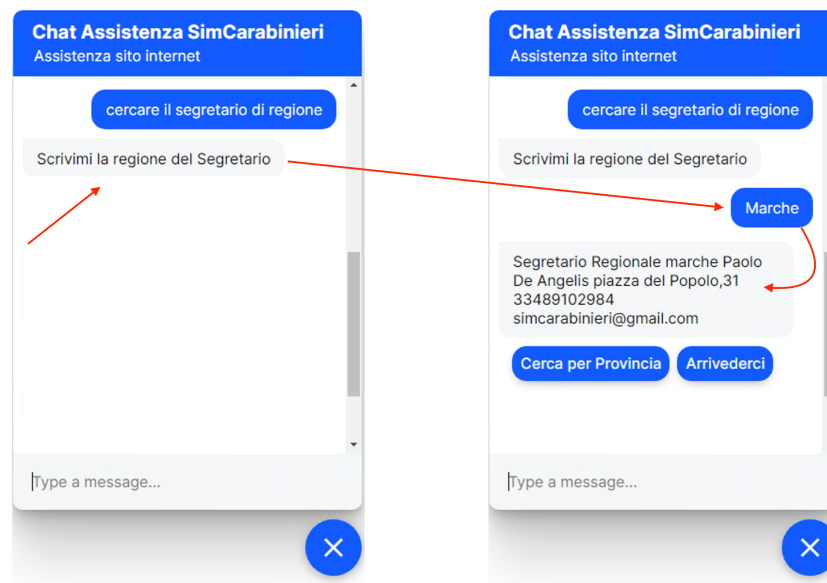 Chat Assistenza SimCarabinieri
Assistenza sito internet
cercare il segretario di regione
Scrivimi la regione del Segretario
Type a message...
Chat Assistenza SimCarabinieri
Assistenza sito internet
cercare il segretario di regione
Scrivimi la regione del Segretario
Marche
Segretario Regionale marche Paolo
De Angelis piazza del Popolo,31
33489102984
simcarabinieri@gmail.com
Cerca per Provincia Arrivederci
Type a message...